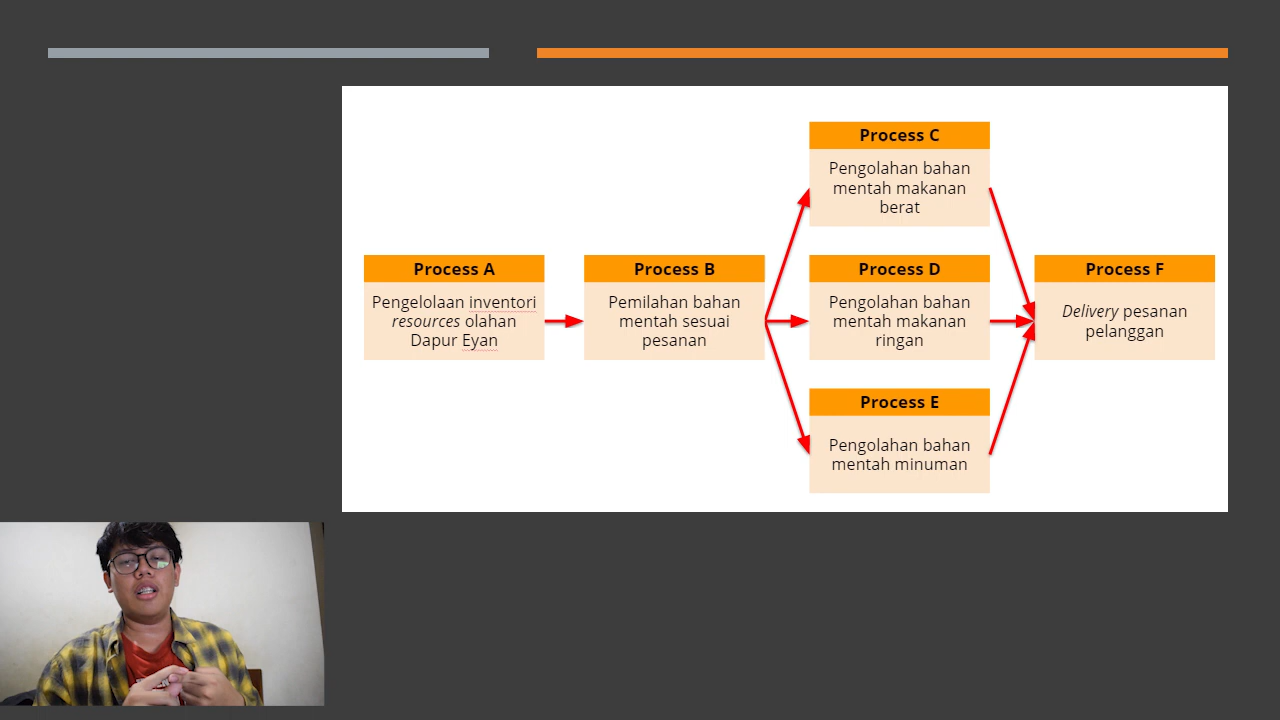 Process A
Pengelolaan inventori
resources olahan
Dapur Eyan
Process B
Pemilahan bahan
mentah sesuai
pesanan
Process C
Pengolahan bahan
mentah makanan
berat
Process D
Pengolahan bahan
mentah makanan
ringan
Process E
Pengolahan bahan
mentah minuman
Process F
Delivery pesanan
pelanggan